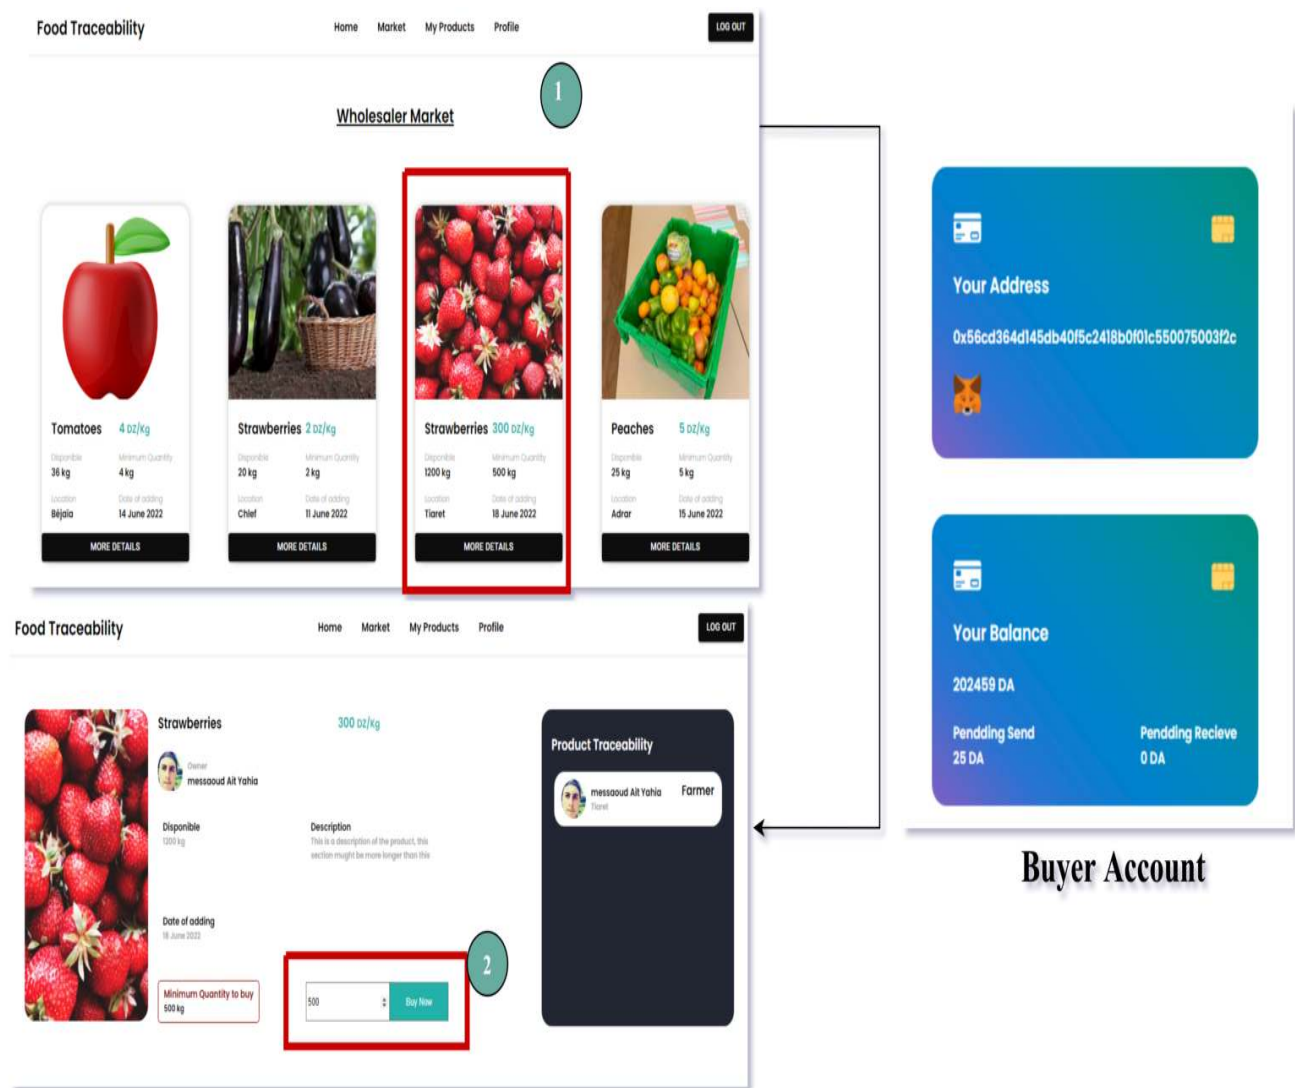 Food Traceability
Home Market My Products Profile
LOG OUT
1
Wholesaler Market
Tomatoes 4 DZ/Kg
Disponible Minimum Quantity
36 kg 4 kg
Location Date of adding
Béjaïa 14 June 2022
MORE DETAILS
Strawberries 2 DZ/Kg
Disponible Minimum Quantity
20 kg 2 kg
Location Date of adding
Chlef 11 June 2022
MORE DETAILS
Strawberries 300 DZ/Kg
Disponible Minimum Quantity
1200 kg 500 kg
Location Date of adding
Tiaret 18 June 2022
MORE DETAILS
Peaches 5 DZ/Kg
Disponible Minimum Quantity
25 kg 5 kg
Location Date of adding
Adrar 15 June 2022
MORE DETAILS
Food Traceability
Home Market My Products Profile
LOG OUT
Strawberries 300 DZ/Kg
Owner
messaoud Ait Yahia
Disponible
1200 kg
Description
This is a description of the product, this
section mught be more longer than this
Date of adding
18 June 2022
Minimum Quantity to buy
500 kg
500
Buy Now
2
Product Traceability
messaoud Ait Yahia Farmer
Tiaret
Your Address
0x56cd364d145db40f5c2418b0f01c550075003f2c
Your Balance
202459 DA
Pendding Send Pendding Recieve
25 DA 0 DA
Buyer Account